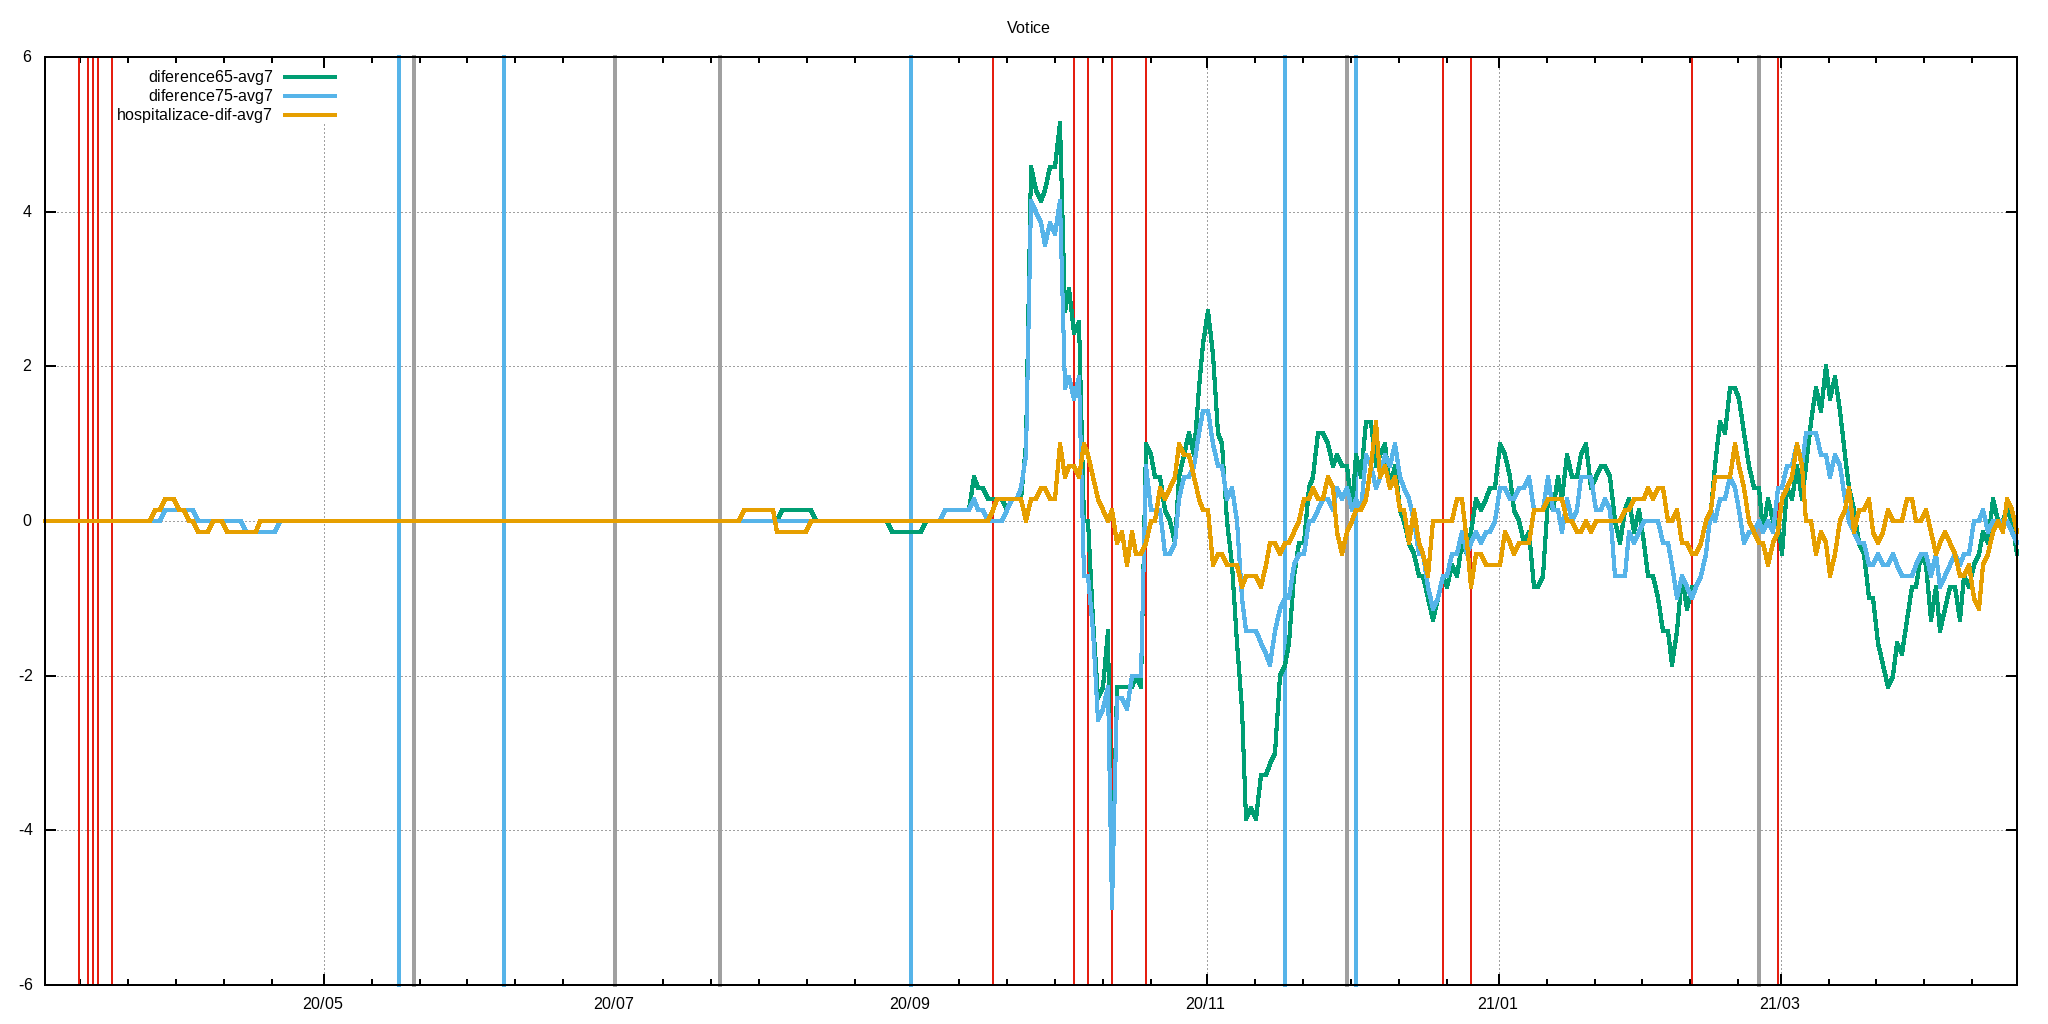 Votice
6
diference65-avg7
diference75-avg7
hospitalizace-dif-avg7
4
2
0
-2
-4
-6
20/05 20/07 20/09 20/11 21/01 21/03